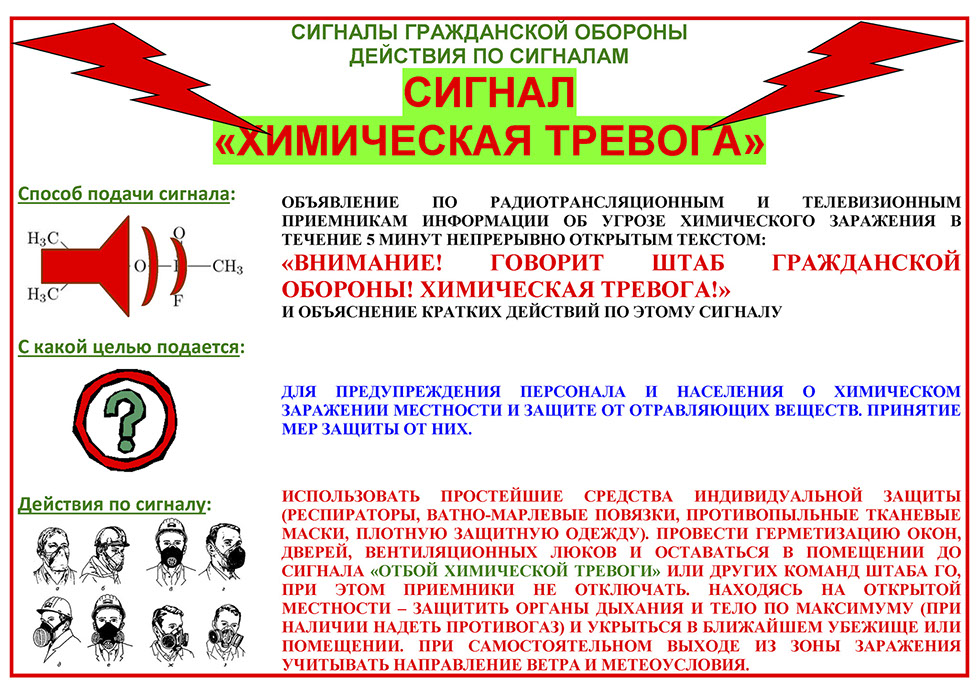 СИГНАЛЫ ГРАЖДАНСКОЙ ОБОРОНЫ
ДЕЙСТВИЯ ПО СИГНАЛАМ
СИГНАЛ
«ХИМИЧЕСКАЯ ТРЕВОГА»
Способ подачи сигнала:
H₃C
O
O
CH₃
H₃C
F
ОБЪЯВЛЕНИЕ ПО РАДИОТРАНСЛЯЦИОННЫМ И ТЕЛЕВИЗИОННЫМ
ПРИЕМНИКАМ ИНФОРМАЦИИ ОБ УГРОЗЕ ХИМИЧЕСКОГО ЗАРАЖЕНИЯ В
ТЕЧЕНИЕ 5 МИНУТ НЕПРЕРЫВНО ОТКРЫТЫМ ТЕКСТОМ:
«ВНИМАНИЕ! ГОВОРИТ ШТАБ ГРАЖДАНСКОЙ
ОБОРОНЫ! ХИМИЧЕСКАЯ ТРЕВОГА!»
И ОБЪЯСНЕНИЕ КРАТКИХ ДЕЙСТВИЙ ПО ЭТОМУ СИГНАЛУ
С какой целью подается:
ДЛЯ ПРЕДУПРЕЖДЕНИЯ ПЕРСОНАЛА И НАСЕЛЕНИЯ О ХИМИЧЕСКОМ
ЗАРАЖЕНИИ МЕСТНОСТИ И ЗАЩИТЕ ОТ ОТРАВЛЯЮЩИХ ВЕЩЕСТВ. ПРИНЯТИЕ
МЕР ЗАЩИТЫ ОТ НИХ.
Действия по сигналу:
ИСПОЛЬЗОВАТЬ ПРОСТЕЙШИЕ СРЕДСТВА ИНДИВИДУАЛЬНОЙ ЗАЩИТЫ
(РЕСПИРАТОРЫ, ВАТНО-МАРЛЕВЫЕ ПОВЯЗКИ, ПРОТИВОПЫЛЬНЫЕ ТКАНЕВЫЕ
МАСКИ, ПЛОТНУЮ ЗАЩИТНУЮ ОДЕЖДУ). ПРОВЕСТИ ГЕРМЕТИЗАЦИЮ ОКОН,
ДВЕРЕЙ, ВЕНТИЛЯЦИОННЫХ ЛЮКОВ И ОСТАВАТЬСЯ В ПОМЕЩЕНИИ ДО
СИГНАЛА «ОТБОЙ ХИМИЧЕСКОЙ ТРЕВОГИ» ИЛИ ДРУГИХ КОМАНД ШТАБА ГО,
ПРИ ЭТОМ ПРИЕМНИКИ НЕ ОТКЛЮЧАТЬ. НАХОДЯСЬ НА ОТКРЫТОЙ
МЕСТНОСТИ – ЗАЩИТИТЬ ОРГАНЫ ДЫХАНИЯ И ТЕЛО ПО МАКСИМУМУ (ПРИ
НАЛИЧИИ НАДЕТЬ ПРОТИВОГАЗ) И УКРЫТЬСЯ В БЛИЖАЙШЕМ УБЕЖИЩЕ ИЛИ
ПОМЕЩЕНИИ. ПРИ САМОСТОЯТЕЛЬНОМ ВЫХОДЕ ИЗ ЗОНЫ ЗАРАЖЕНИЯ
УЧИТЫВАТЬ НАПРАВЛЕНИЕ ВЕТРА И МЕТЕОУСЛОВИЯ.